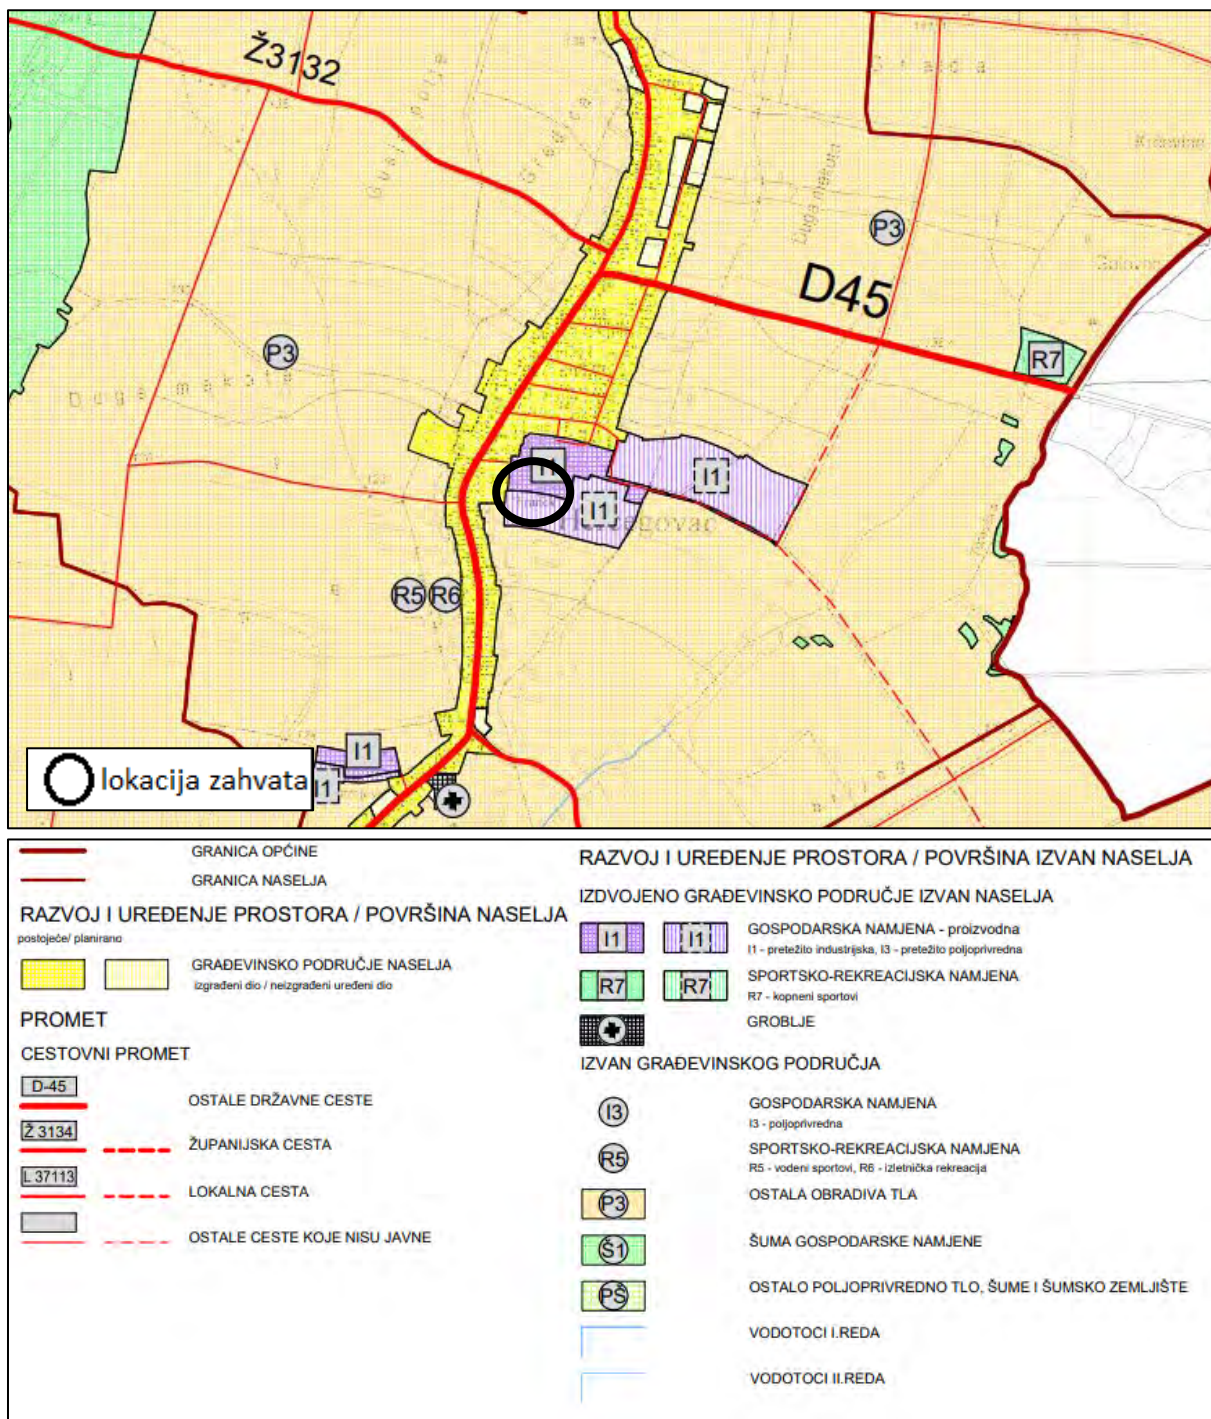 Ž3132
Gradica
Duga makota
P3
D45
R7
P3
Duga makote
I1
I1
I1
Hercegovac
R5 R6
I1
I1
lokacija zahvata
GRANICA OPĆINE
GRANICA NASELJA
RAZVOJ I UREĐENJE PROSTORA / POVRŠINA NASELJA
postojeće/ planirano
GRAĐEVINSKO PODRUČJE NASELJA
izgrađeni dio / neizgrađeni uređeni dio
PROMET
CESTOVNI PROMET
D-45
OSTALE DRŽAVNE CESTE
Ž 3134
ŽUPANIJSKA CESTA
L 37113
LOKALNA CESTA
OSTALE CESTE KOJE NISU JAVNE
RAZVOJ I UREĐENJE PROSTORA / POVRŠINA IZVAN NASELJA
IZDVOJENO GRAĐEVINSKO PODRUČJE IZVAN NASELJA
I1 I1 GOSPODARSKA NAMJENA - proizvodna
I1 - pretežito industrijska, I3 - pretežito poljoprivredna
R7 R7 SPORTSKO-REKREACIJSKA NAMJENA
R7 - kopneni sportovi
GROBLJE
IZVAN GRAĐEVINSKOG PODRUČJA
I3 GOSPODARSKA NAMJENA
I3 - poljoprivredna
R5 SPORTSKO-REKREACIJSKA NAMJENA
R5 - vodeni sportovi, R6 - izletnička rekreacija
P3 OSTALA OBRADIVA TLA
Š1 ŠUMA GOSPODARSKE NAMJENE
PŠ OSTALO POLJOPRIVREDNO TLO, ŠUME I ŠUMSKO ZEMLJIŠTE
VODOTOCI I.REDA
VODOTOCI II.REDA